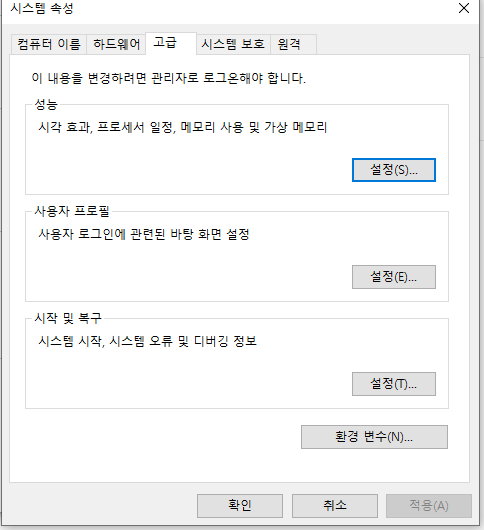 시스템 속성
컴퓨터 이름 하드웨어 고급 시스템 보호 원격
이 내용을 변경하려면 관리자로 로그온해야 합니다.
성능
시각 효과, 프로세서 일정, 메모리 사용 및 가상 메모리
설정(S)...
사용자 프로필
사용자 로그인에 관련된 바탕 화면 설정
설정(E)...
시작 및 복구
시스템 시작, 시스템 오류 및 디버깅 정보
설정(T)...
환경 변수(N)...
확인 취소 적용(A)